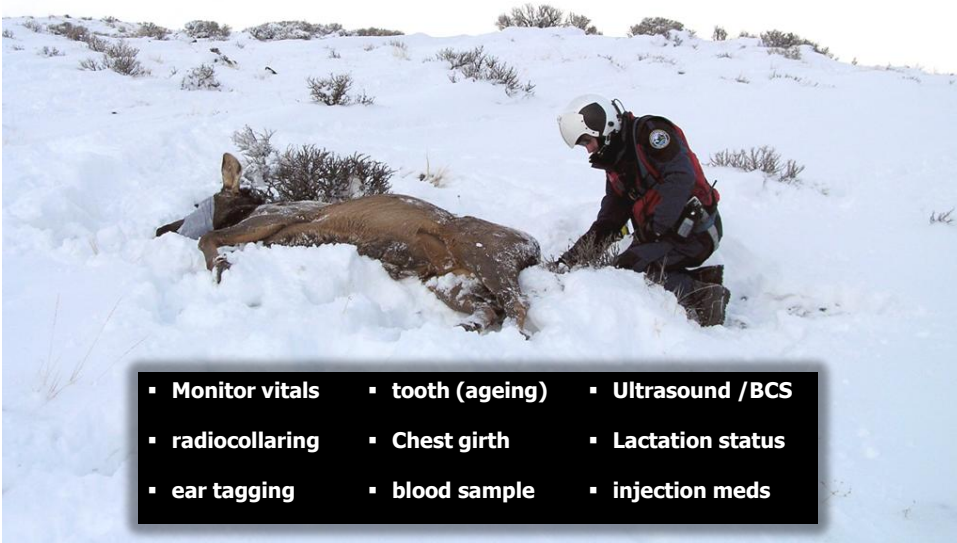 ▪ Monitor vitals ▪ tooth (ageing) ▪ Ultrasound /BCS
▪ radiocollaring ▪ Chest girth ▪ Lactation status
▪ ear tagging ▪ blood sample ▪ injection meds